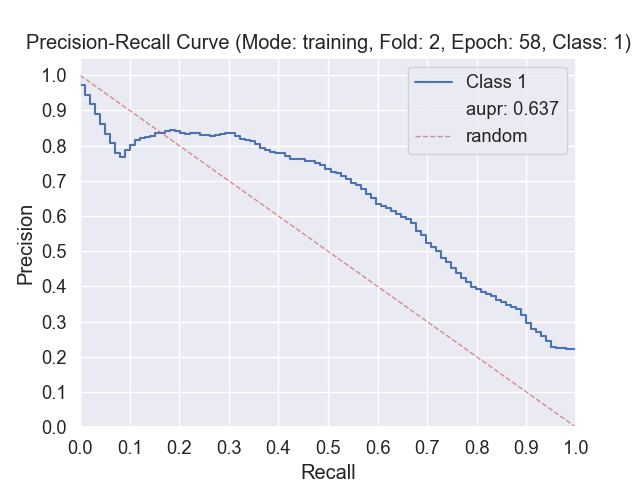 Precision-Recall Curve (Mode: training, Fold: 2, Epoch: 58, Class: 1)
Class 1
aupr: 0.637
random
Precision
1.0
0.9
0.8
0.7
0.6
0.5
0.4
0.3
0.2
0.1
0.0
0.0 0.1 0.2 0.3 0.4 0.5 0.6 0.7 0.8 0.9 1.0
Recall